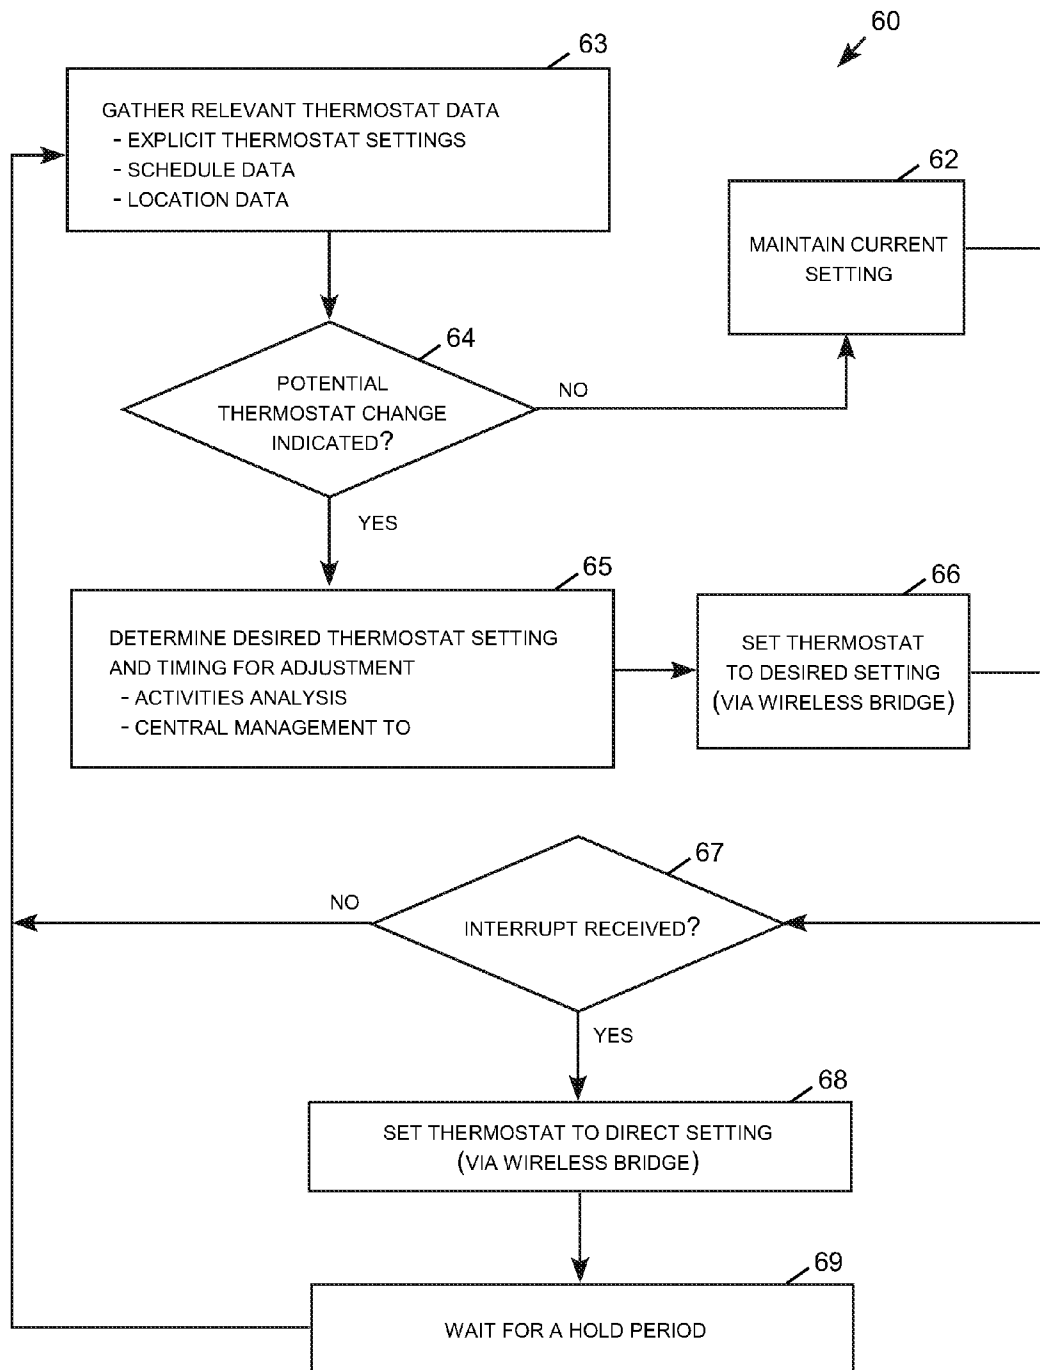 60
63
GATHER RELEVANT THERMOSTAT DATA
- EXPLICIT THERMOSTAT SETTINGS
- SCHEDULE DATA
- LOCATION DATA
62
MAINTAIN CURRENT
SETTING
64
POTENTIAL
THERMOSTAT CHANGE
INDICATED?
NO
YES
65
DETERMINE DESIRED THERMOSTAT SETTING
AND TIMING FOR ADJUSTMENT
- ACTIVITIES ANALYSIS
- CENTRAL MANAGEMENT TO
66
SET THERMOSTAT
TO DESIRED SETTING
(VIA WIRELESS BRIDGE)
67
INTERRUPT RECEIVED?
NO
YES
68
SET THERMOSTAT TO DIRECT SETTING
(VIA WIRELESS BRIDGE)
69
WAIT FOR A HOLD PERIOD